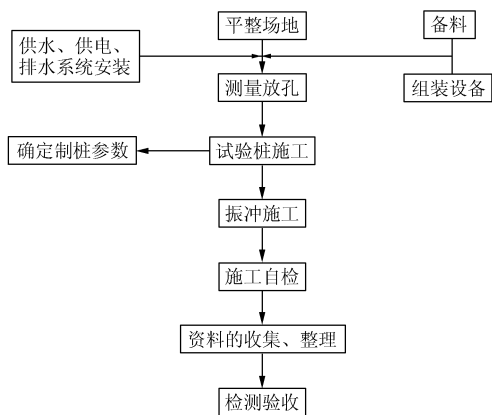 平整场地
备料
供水、供电、
排水系统安装
测量放孔
组装设备
确定制桩参数
试验桩施工
振冲施工
施工自检
资料的收集、整理
检测验收